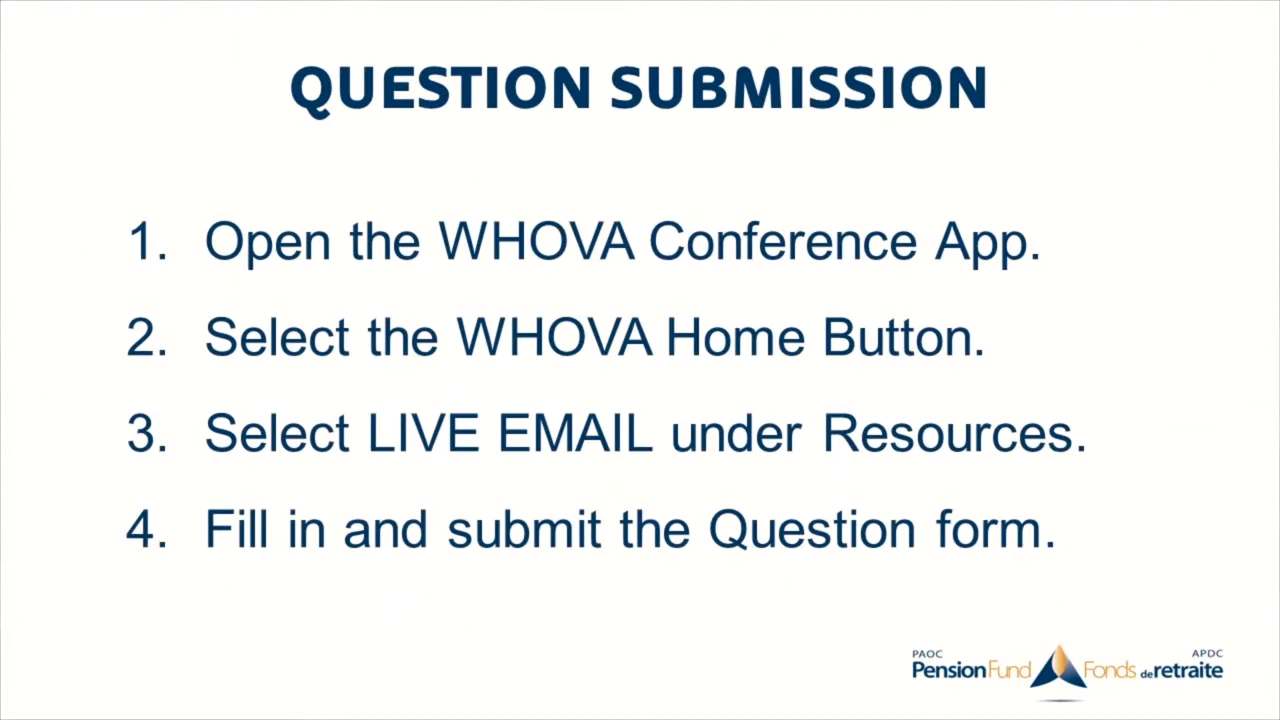 QUESTION SUBMISSION
1. Open the WHOVA Conference App.
2. Select the WHOVA Home Button.
3. Select LIVE EMAIL under Resources.
4. Fill in and submit the Question form.
PAOC APDC
Pension Fund Fonds de retraite